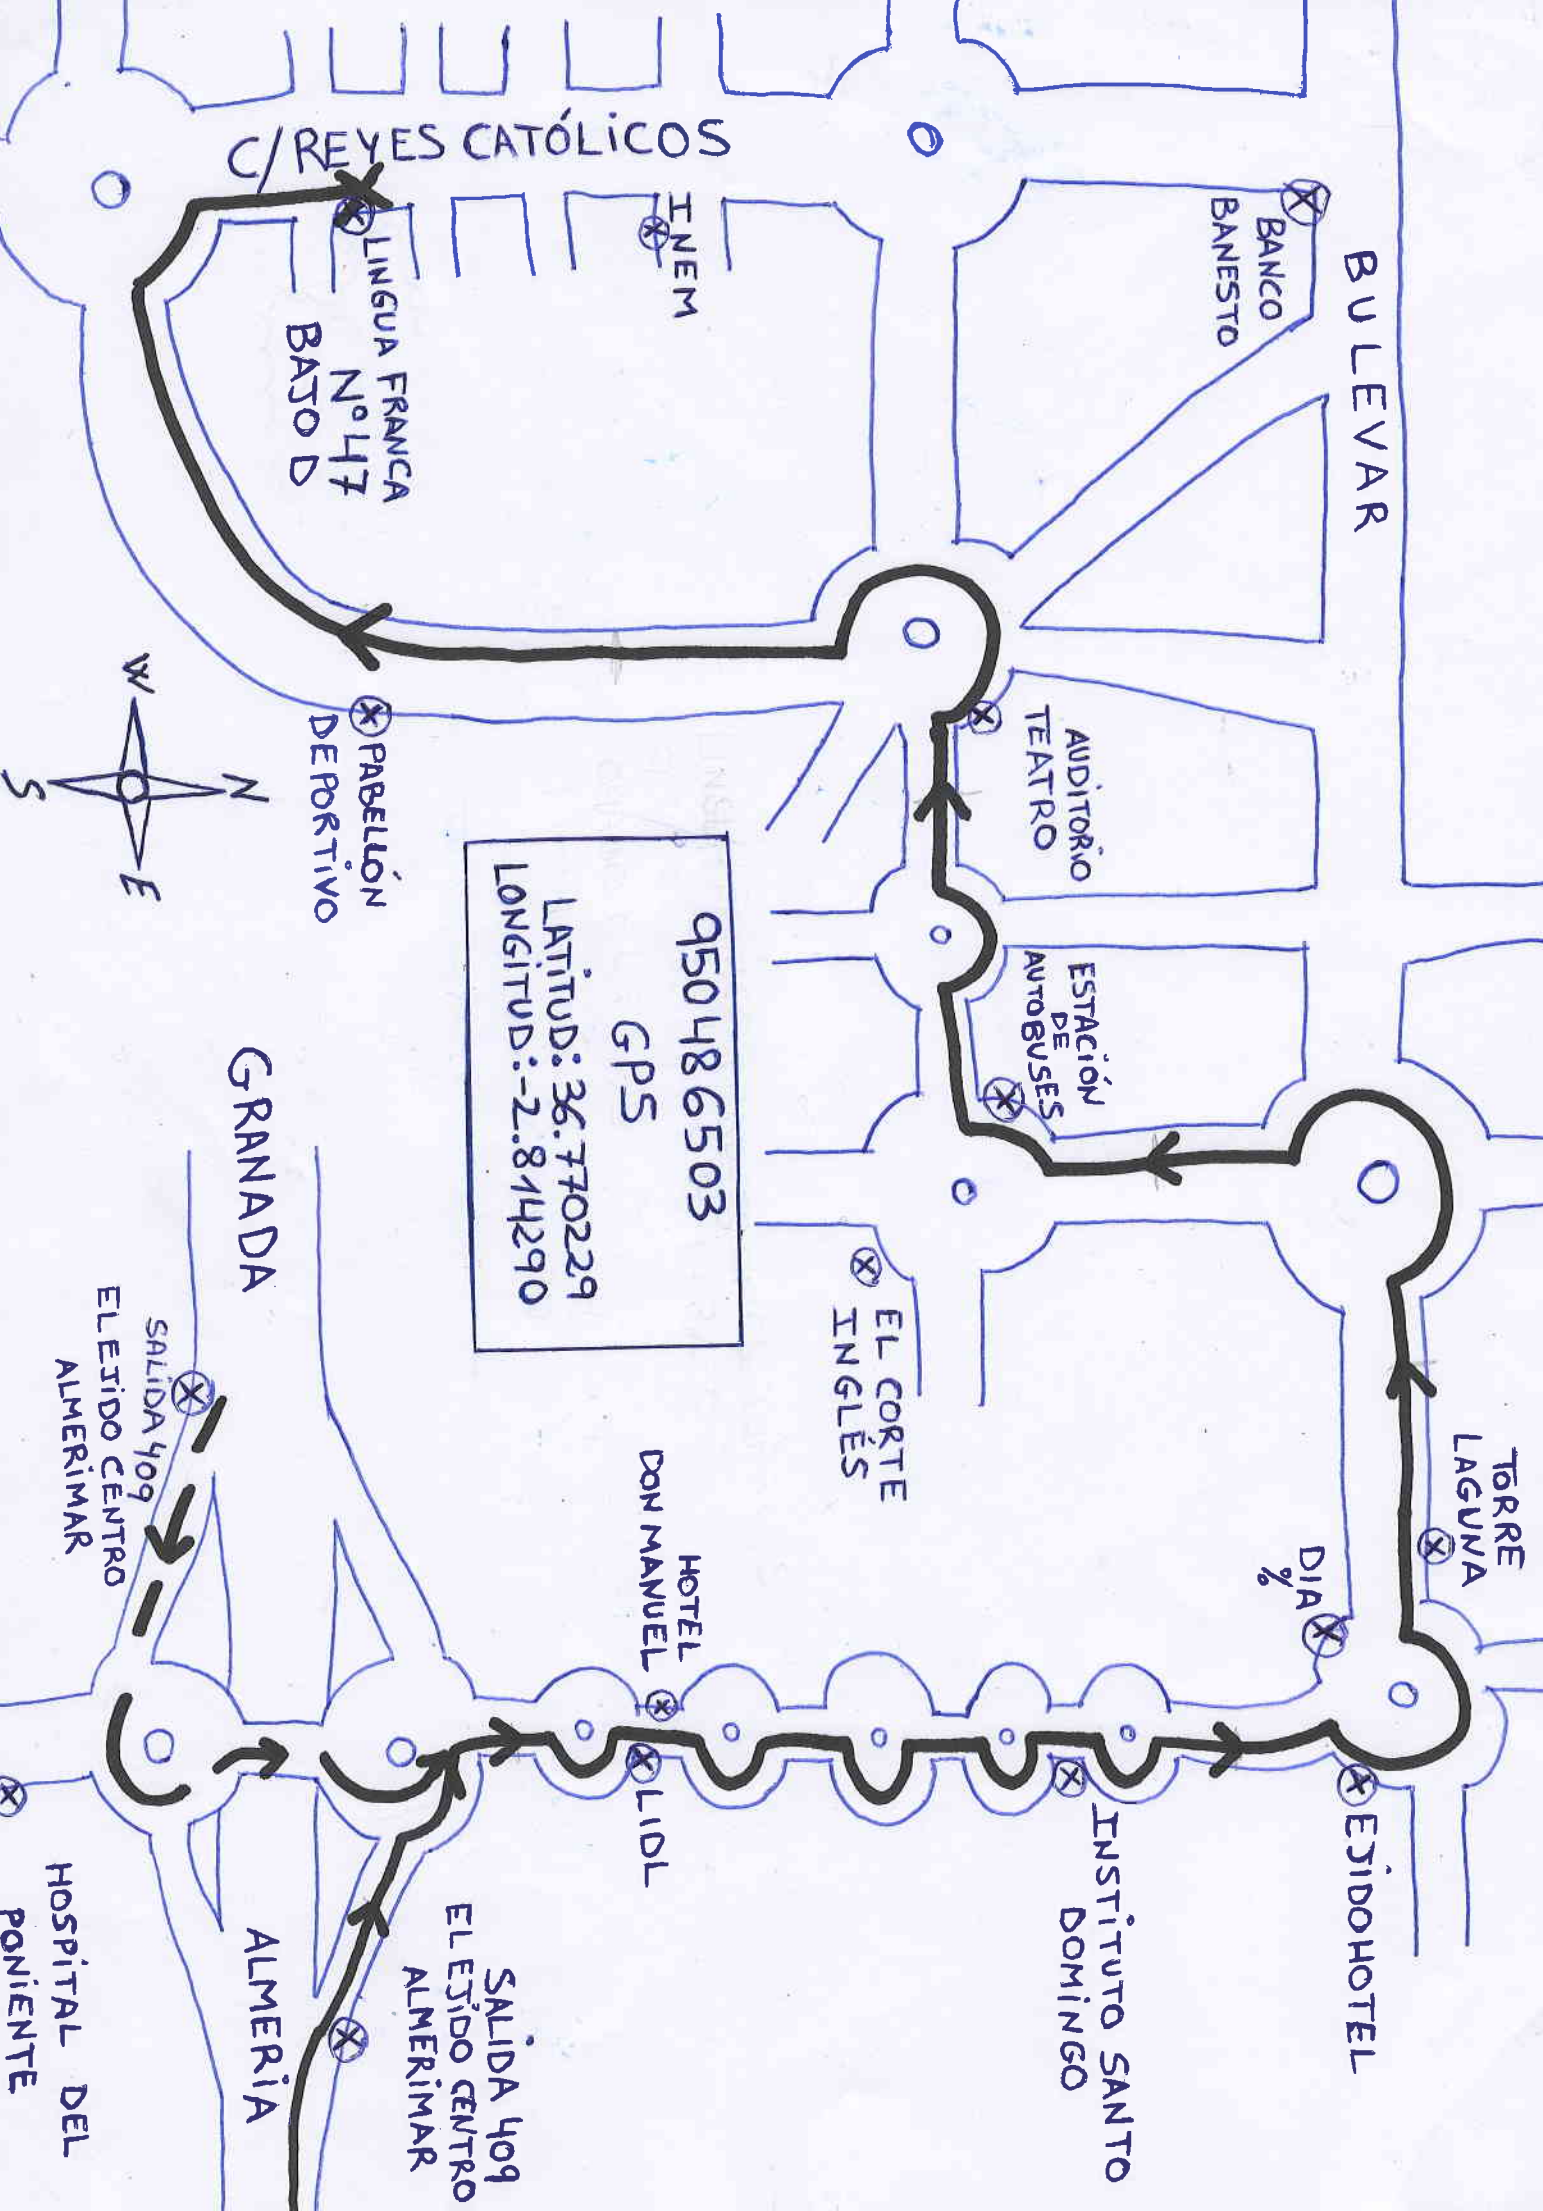 BULEVAR
C/REYES CATÓLICOS
BANCO
BANESTO
INEM
LINGUA FRANCA
Nº 47
BAJO D
AUDITORIO
TEATRO
PABELLÓN
DEPORTIVO
N
W
E
S
ESTACIÓN
DE
AUTOBUSES
950486503
GPS
LATITUD: 36.770229
LONGITUD: -2.814290
EL CORTE
INGLÉS
TORRE
LAGUNA
DIA
%
HOTEL
DON MANUEL
LIDL
INSTITUTO SANTO
DOMINGO
EJIDOHOTEL
GRANADA
SALIDA 409
EL EJIDO CENTRO
ALMERIMAR
SALIDA 409
EL EJIDO CENTRO
ALMERIMAR
ALMERIA
HOSPITAL DEL
PONIENTE